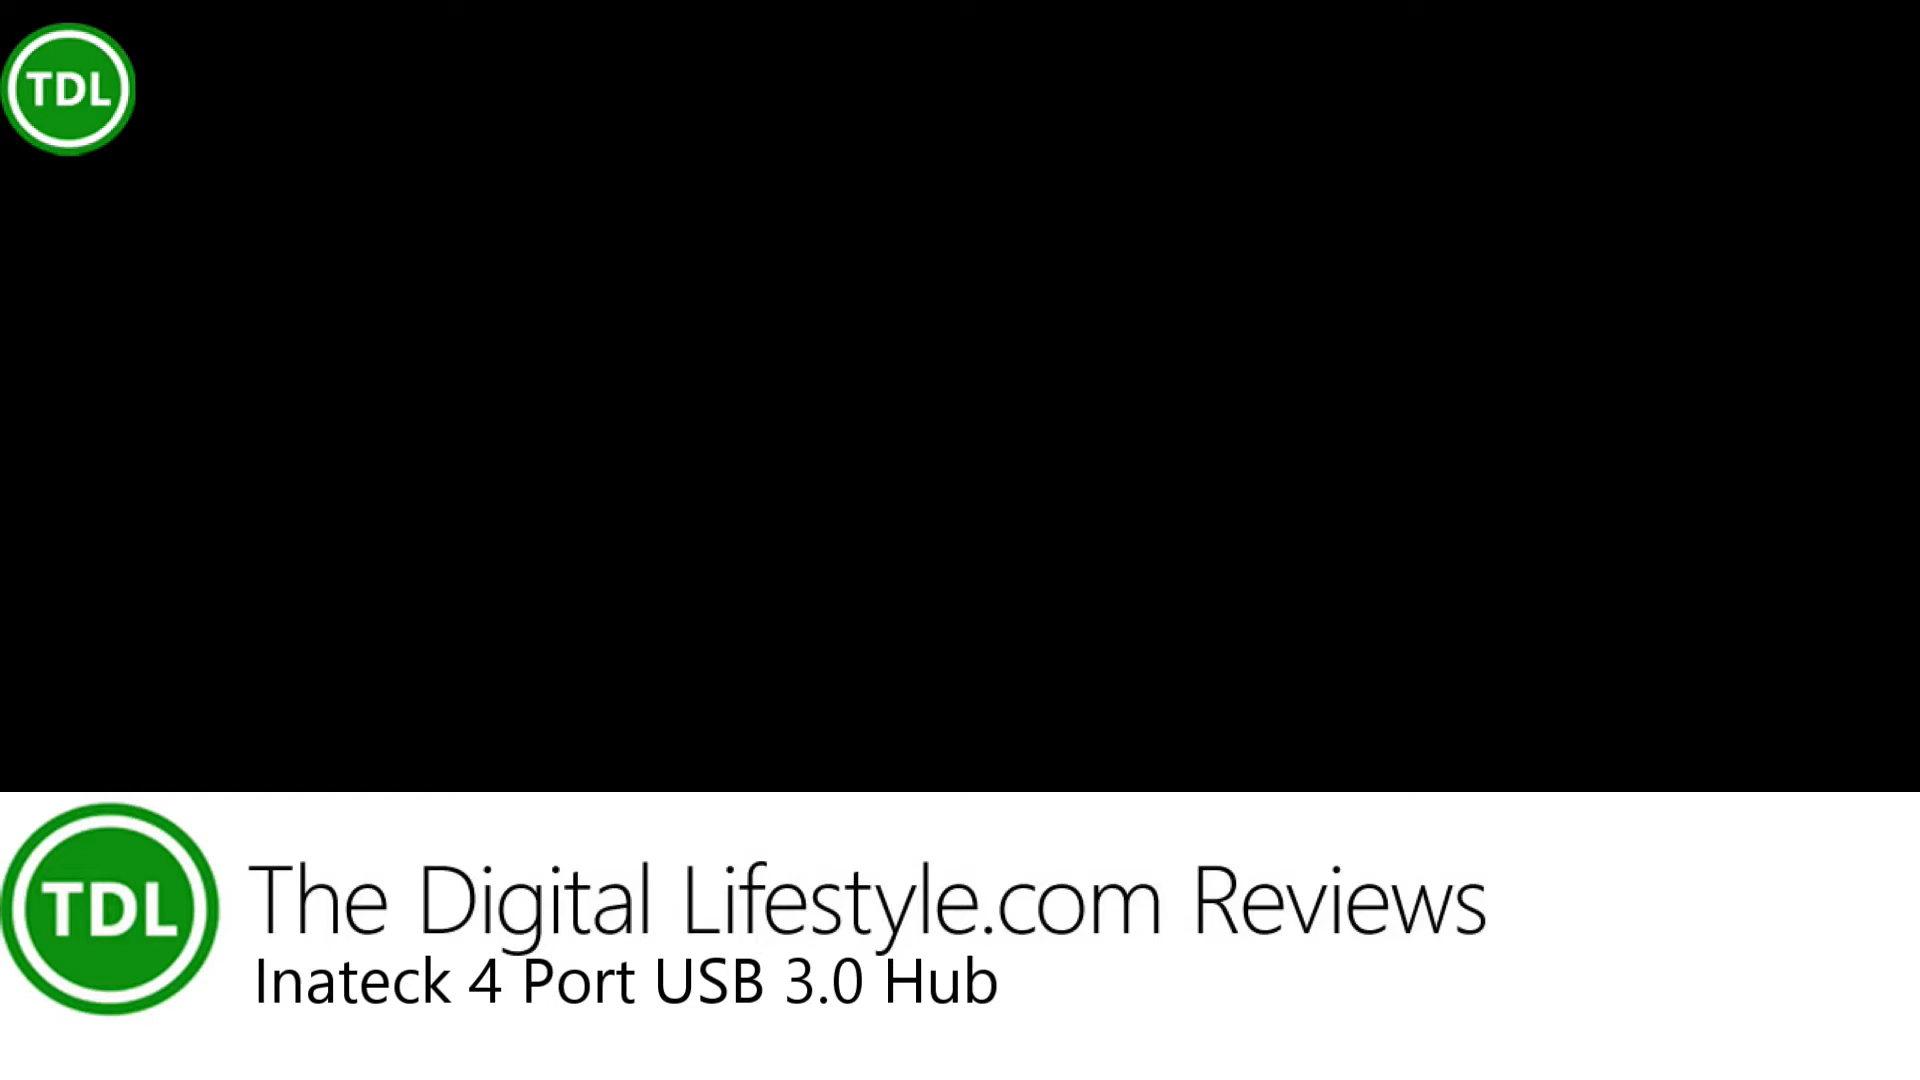 TDL
TDL
The Digital Lifestyle.com Reviews
Inateck 4 Port USB 3.0 Hub